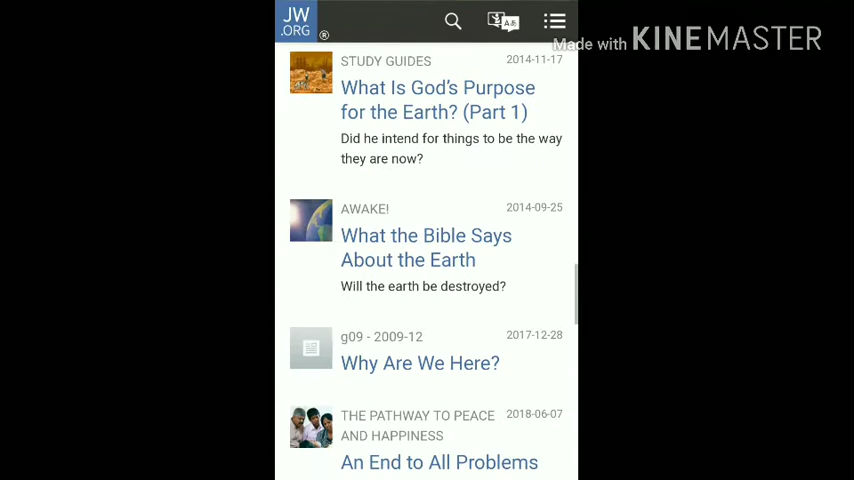 JW
.ORG
®
Made with KINEMASTER
STUDY GUIDES
2014-11-17
What Is God's Purpose
for the Earth? (Part 1)
Did he intend for things to be the way
they are now?
AWAKE!
2014-09-25
What the Bible Says
About the Earth
Will the earth be destroyed?
g09 - 2009-12
2017-12-28
Why Are We Here?
THE PATHWAY TO PEACE
2018-06-07
AND HAPPINESS
An End to All Problems